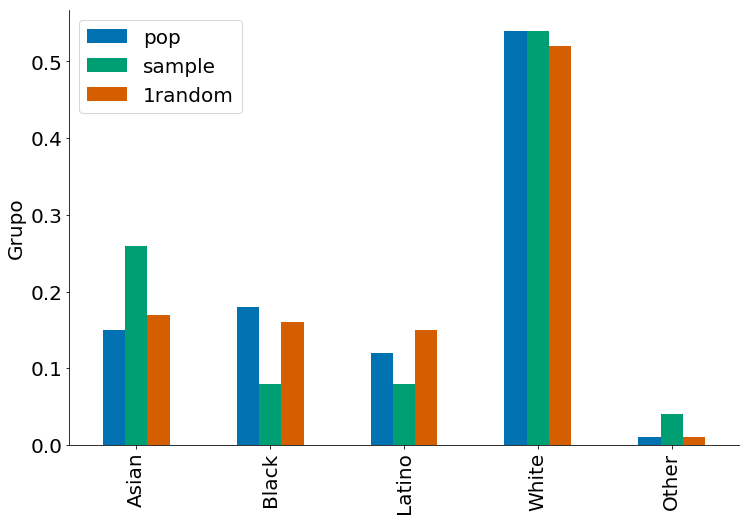 pop
sample
1random
0.5
0.4
0.3
0.2
0.1
0.0
Grupo
Asian
Black
Latino
White
Other